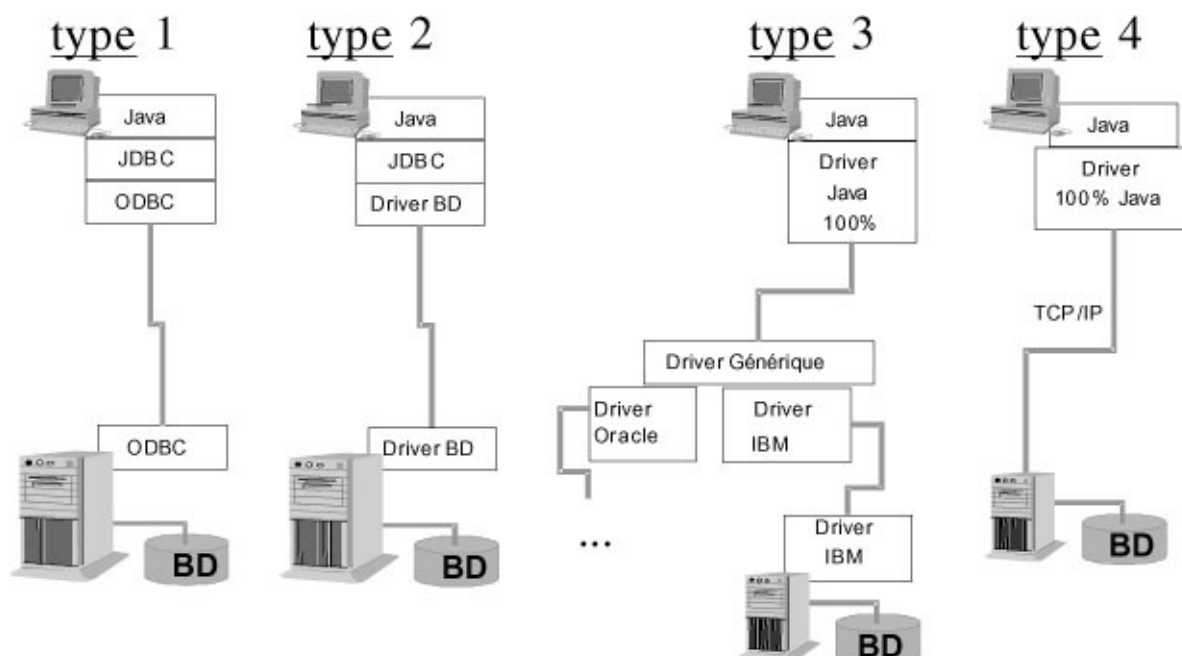 type 1
Java
JDBC
ODBC
ODBC
BD
type 2
Java
JDBC
Driver BD
Driver BD
BD
type 3
Java
Driver
Java
100%
Driver Générique
Driver
Oracle
...
Driver
IBM
Driver
IBM
BD
type 4
Java
Driver
100% Java
TCP/IP
BD